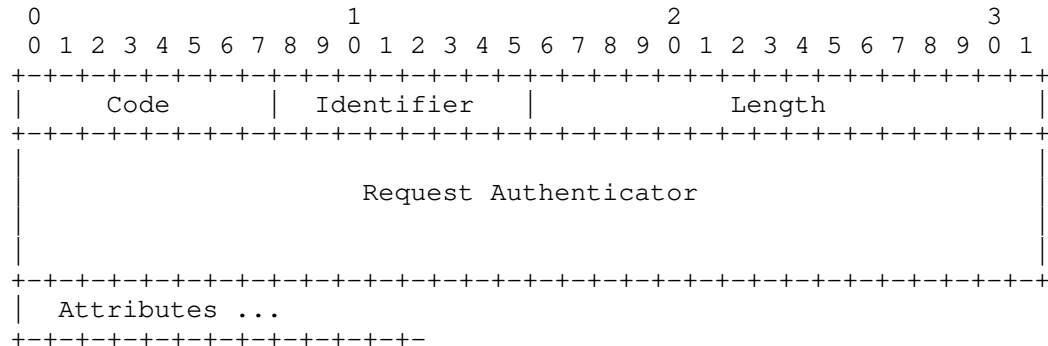 0                   1                   2                   3
 0 1 2 3 4 5 6 7 8 9 0 1 2 3 4 5 6 7 8 9 0 1 2 3 4 5 6 7 8 9 0 1
+-+-+-+-+-+-+-+-+-+-+-+-+-+-+-+-+-+-+-+-+-+-+-+-+-+-+-+-+-+-+-+-+
|     Code      |  Identifier   |            Length             |
+-+-+-+-+-+-+-+-+-+-+-+-+-+-+-+-+-+-+-+-+-+-+-+-+-+-+-+-+-+-+-+-+
|                                                               |
|                     Request Authenticator                     |
|                                                               |
|                                                               |
+-+-+-+-+-+-+-+-+-+-+-+-+-+-+-+-+-+-+-+-+-+-+-+-+-+-+-+-+-+-+-+-+
|  Attributes ...
+-+-+-+-+-+-+-+-+-+-+-+-+-